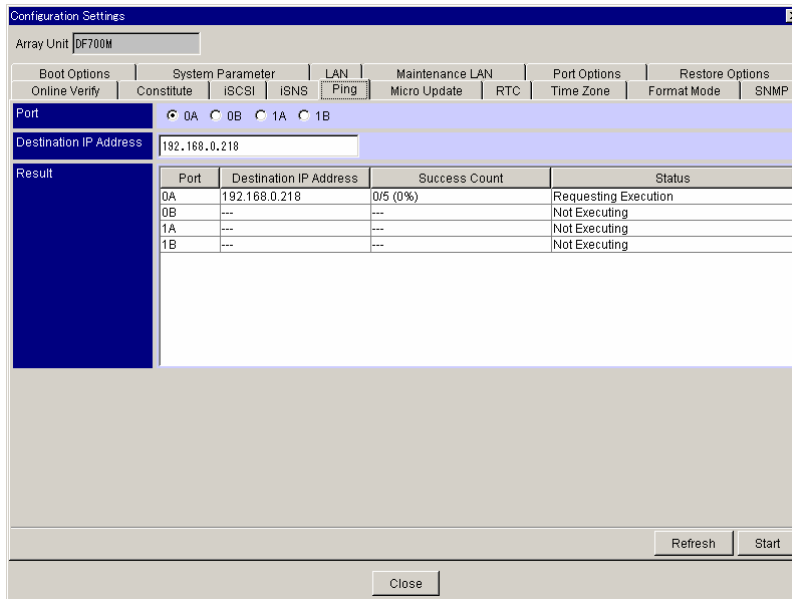 Configuration Settings
Array Unit DF700M
Boot Options System Parameter LAN Maintenance LAN Port Options Restore Options
Online Verify Constitute iSCSI iSNS Ping Micro Update RTC Time Zone Format Mode SNMP
Port 0A 0B 1A 1B
Destination IP Address 192.168.0.218
Result
Port Destination IP Address Success Count Status
0A 192.168.0.218 0/5 (0%) Requesting Execution
0B --- --- Not Executing
1A --- --- Not Executing
1B --- --- Not Executing
Refresh Start
Close